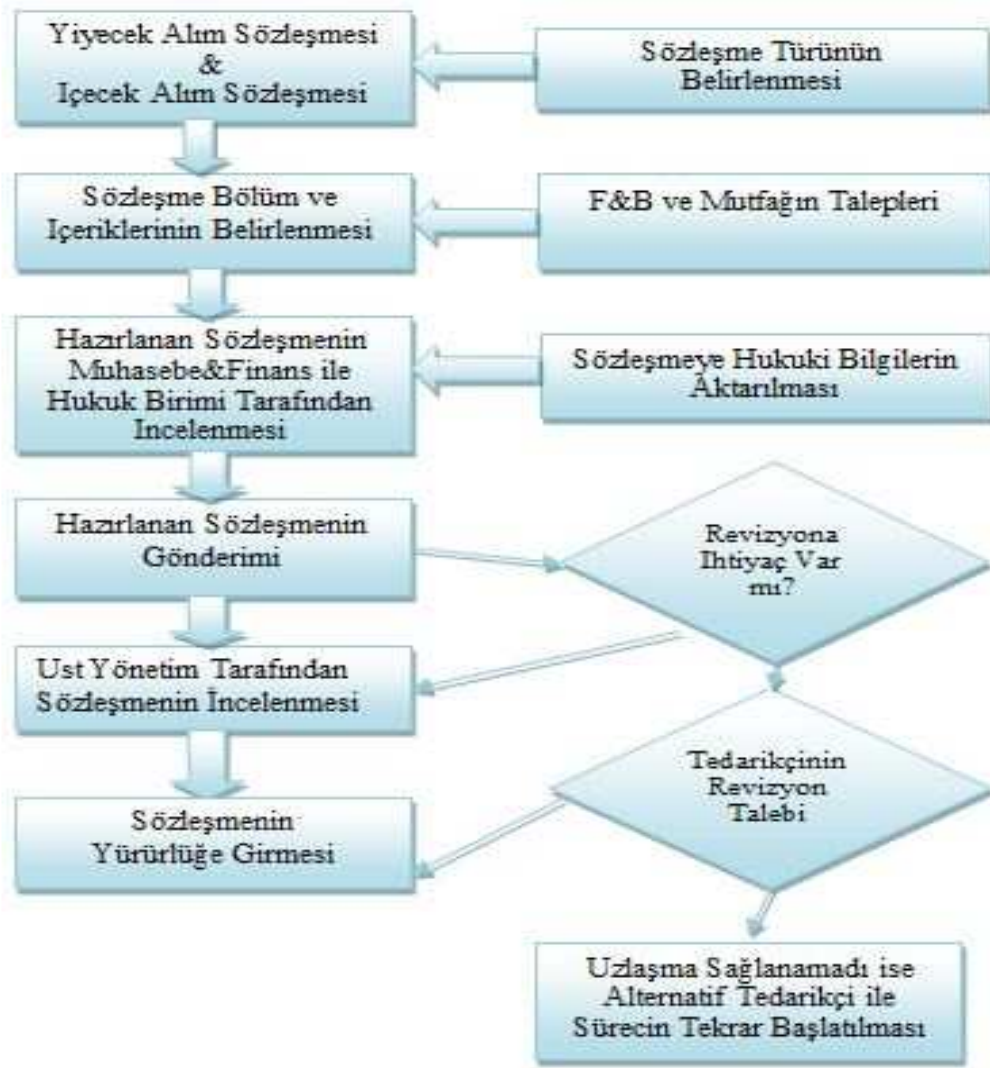 Yiyecek Alım Sözleşmesi
&
Içecek Alım Sözleşmesi
Sözleşme Türünün
Belirlenmesi
Sözleşme Bölüm ve
Içeriklerinin Belirlenmesi
F&B ve Mutfağın Talepleri
Hazırlanan Sözleşmenin
Muhasebe&Finans ile
Hukuk Birimi Tarafından
Incelenmesi
Sözleşmeye Hukuki Bilgilerin
Aktarılması
Hazırlanan Sözleşmenin
Gönderimi
Revizyona
Ihtiyaç Var
mı?
Ust Yönetim Tarafından
Sözleşmenin İncelenmesi
Tedarikçinin
Revizyon
Talebi
Sözleşmenin
Yürürlüğe Girmesi
Uzlaşma Sağlanamadı ise
Alternatif Tedarikçi ile
Sürecin Tekrar Başlatılması